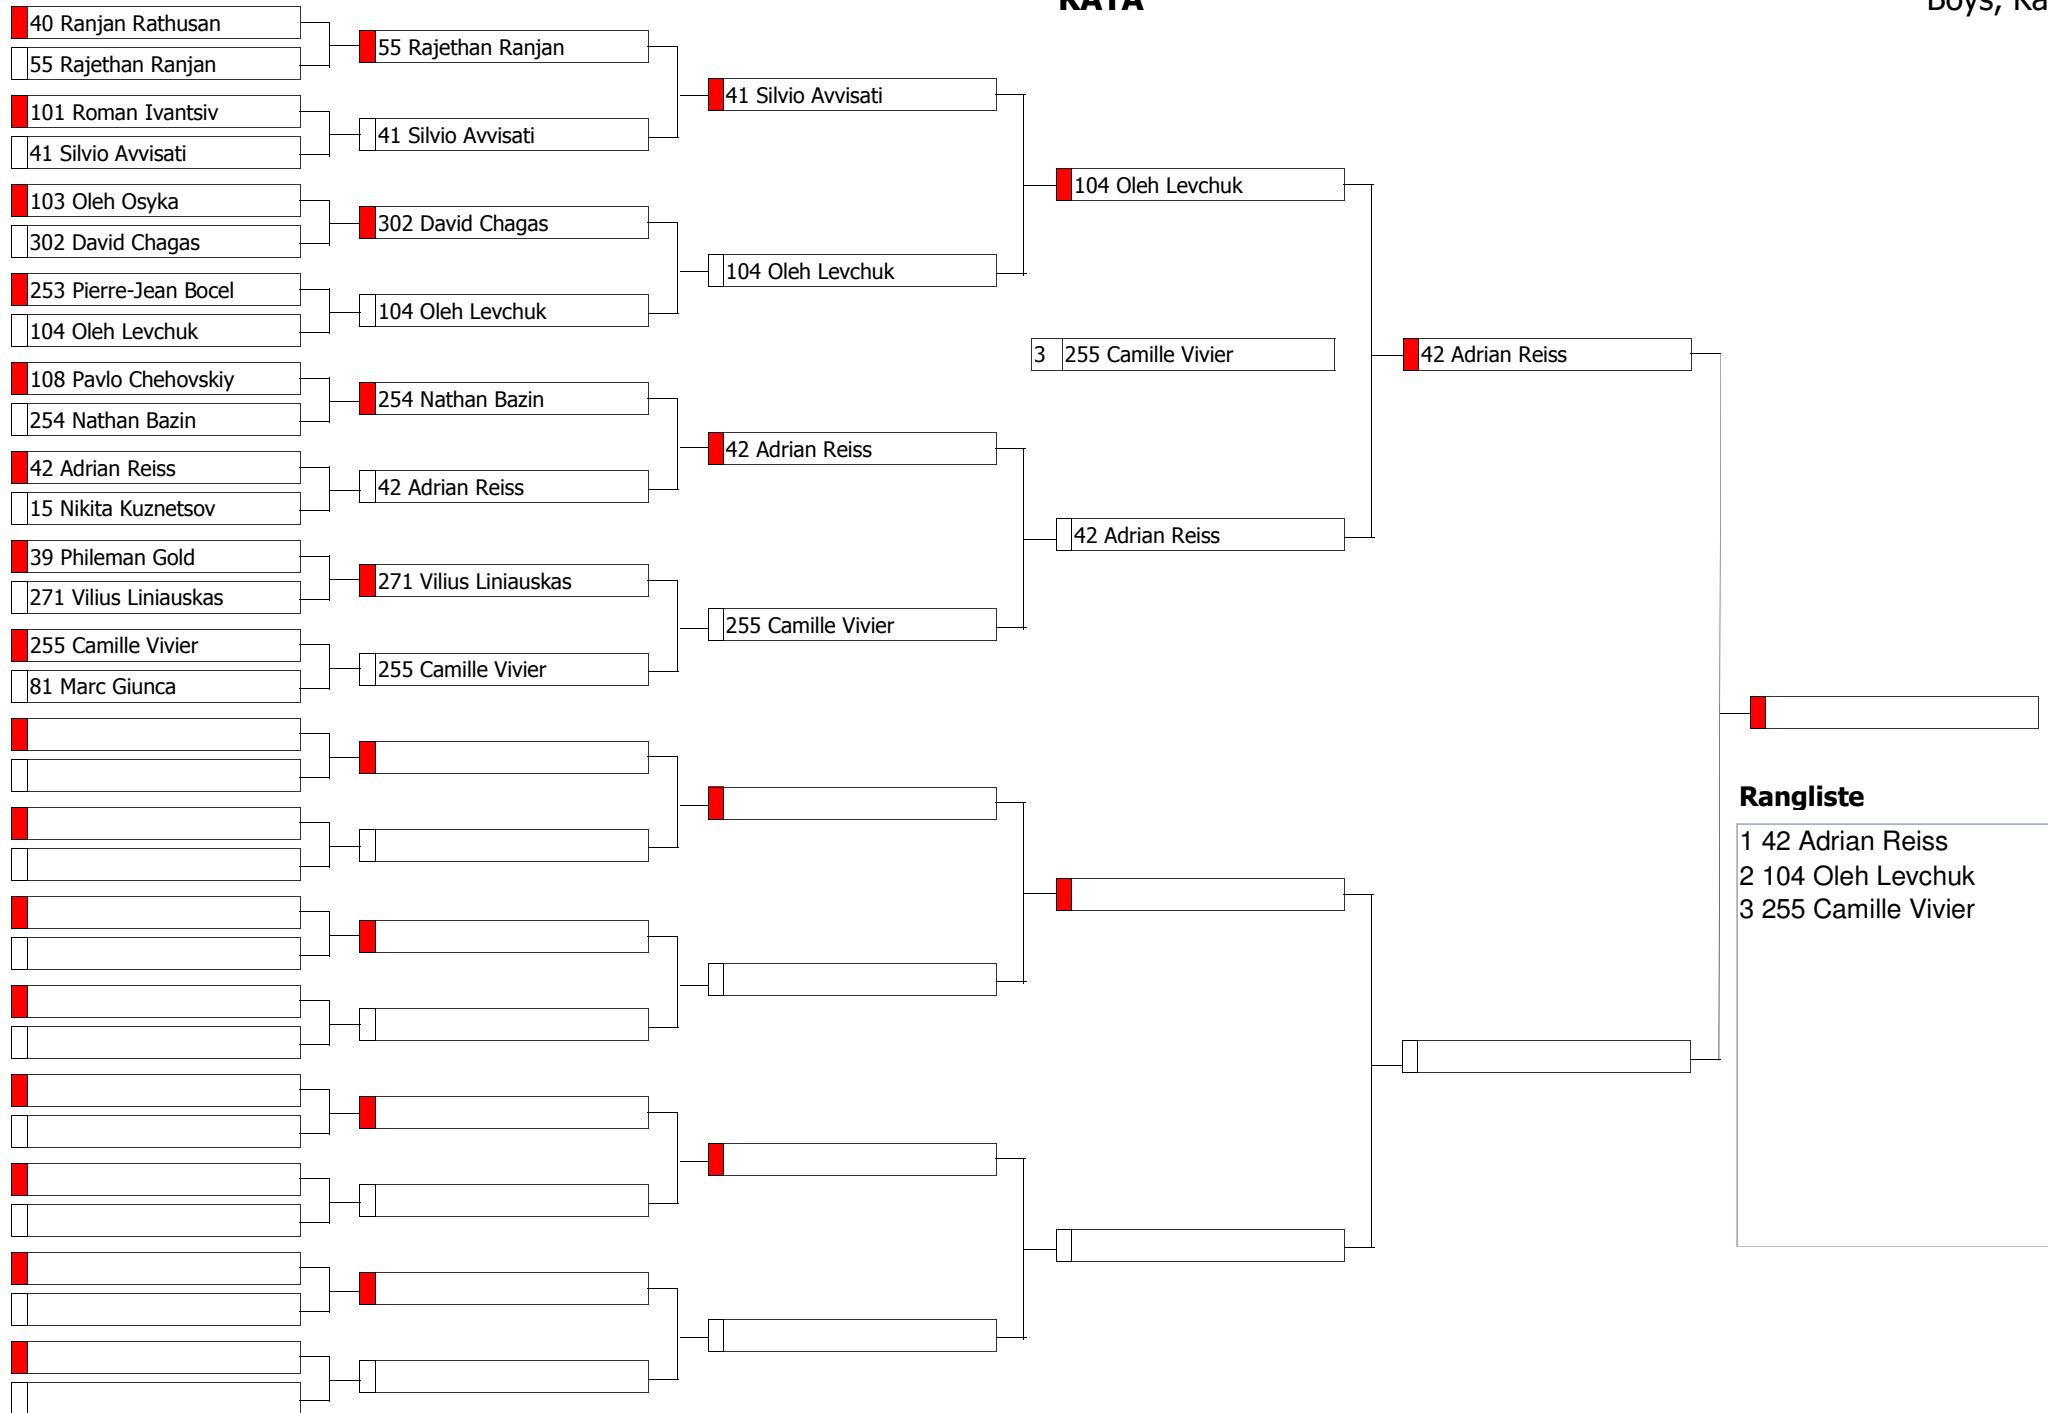 KATA
Boys, Ka
40 Ranjan Rathusan
55 Rajethan Ranjan
101 Roman Ivantsiv
41 Silvio Avvisati
103 Oleh Osyka
302 David Chagas
253 Pierre-Jean Bocel
104 Oleh Levchuk
108 Pavlo Chehovskiy
254 Nathan Bazin
42 Adrian Reiss
15 Nikita Kuznetsov
39 Phileman Gold
271 Vilius Liniauskas
255 Camille Vivier
81 Marc Giunca
55 Rajethan Ranjan
41 Silvio Avvisati
302 David Chagas
104 Oleh Levchuk
254 Nathan Bazin
42 Adrian Reiss
271 Vilius Liniauskas
255 Camille Vivier
41 Silvio Avvisati
104 Oleh Levchuk
42 Adrian Reiss
255 Camille Vivier
104 Oleh Levchuk
3 255 Camille Vivier
42 Adrian Reiss
42 Adrian Reiss
Rangliste
1 42 Adrian Reiss
2 104 Oleh Levchuk
3 255 Camille Vivier